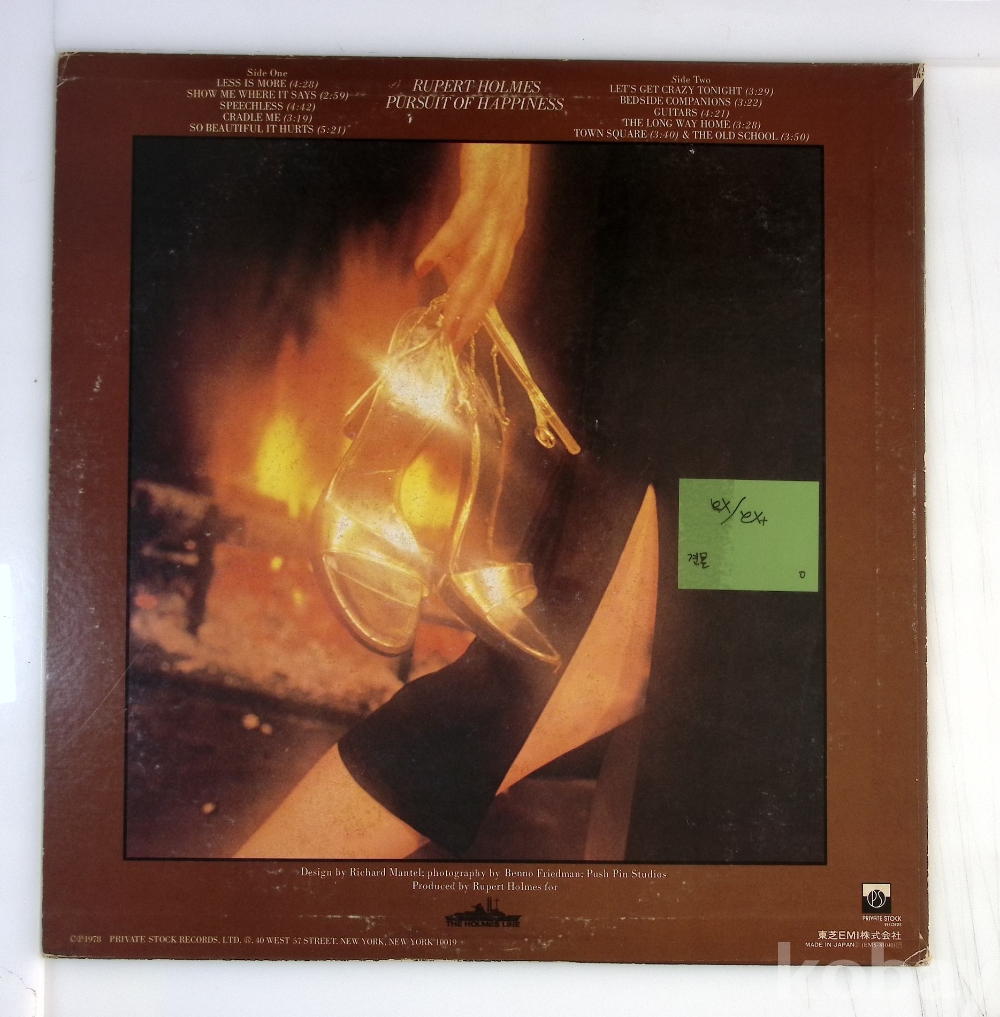 Side One
LESS IS MORE (4:28)
SHOW ME WHERE IT SAYS (2:59)
SPEECHLESS (4:42)
CRADLE ME (3:19)
SO BEAUTIFUL IT HURTS (5:21)
RUPERT HOLMES
PURSUIT OF HAPPINESS
Side Two
LET'S GET CRAZY TONIGHT (3:29)
BEDSIDE COMPANIONS (3:22)
GUITARS (4:21)
THE LONG WAY HOME (3:28)
TOWN SQUARE (3:40) & THE OLD SCHOOL (3:50)
ex/ex+
견본
Design by Richard Mantel; photography by Benno Friedman; Push Pin Studios
Produced by Rupert Holmes for
THE HOLMES LINE
©℗1978 PRIVATE STOCK RECORDS, LTD. ®, 40 WEST 57 STREET, NEW YORK, NEW YORK 10019
PS
PRIVATE STOCK
RECORDS
東芝EMI株式会社
MADE IN JAPAN